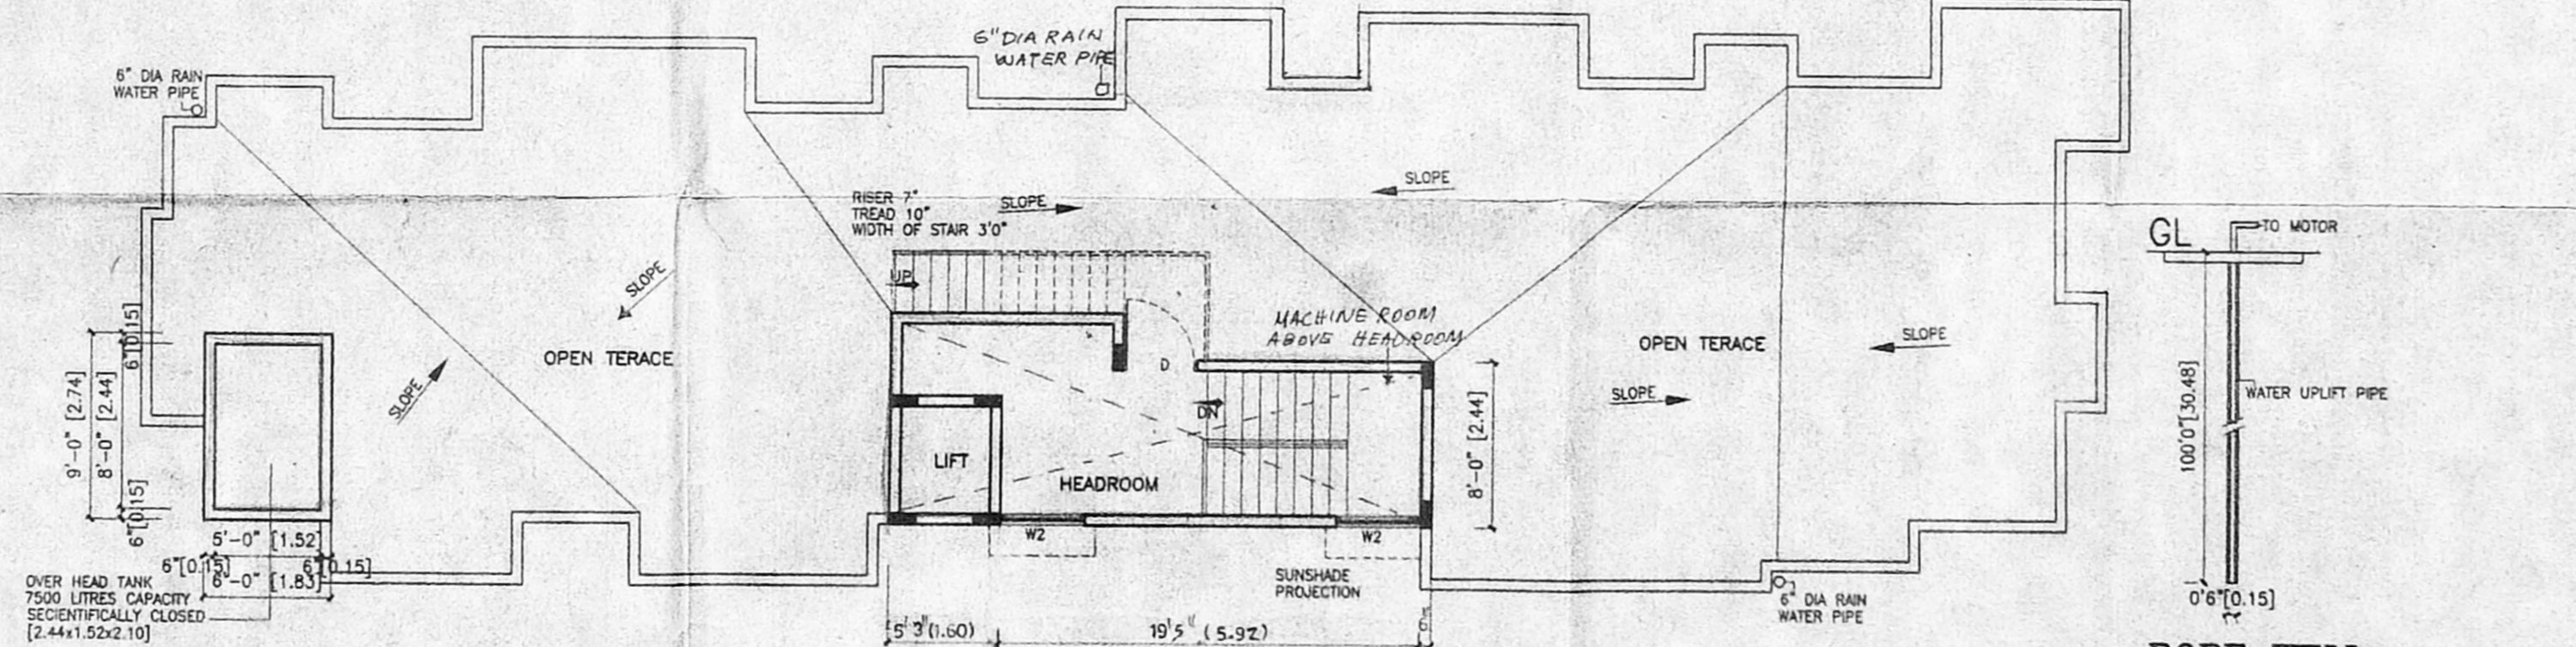 6" DIA RAIN
WATER PIPE
6" DIA RAIN
WATER PIPE
RISER 7"
TREAD 10"
WIDTH OF STAIR 3'0"
SLOPE
SLOPE
SLOPE
UP
OPEN TERACE
SLOPE
MACHINE ROOM
ABOVE HEADROOM
D
DN
LIFT
HEADROOM
W2
W2
8'-0" [2.44]
OPEN TERACE
SLOPE
SLOPE
GL
TO MOTOR
WATER UPLIFT PIPE
100'0"[30.48]
0'6"[0.15]
9'-0" [2.74]
8'-0" [2.44]
6"[0.15]
6"[0.15]
5'-0" [1.52]
6"[0.15]
6"[0.15]
6'-0" [1.83]
OVER HEAD TANK
7500 LITRES CAPACITY
SECIENTIFICALLY CLOSED
[2.44x1.52x2.10]
SUNSHADE
PROJECTION
6" DIA RAIN
WATER PIPE
5'3"(1.60)
19'5" (5.92)
6"